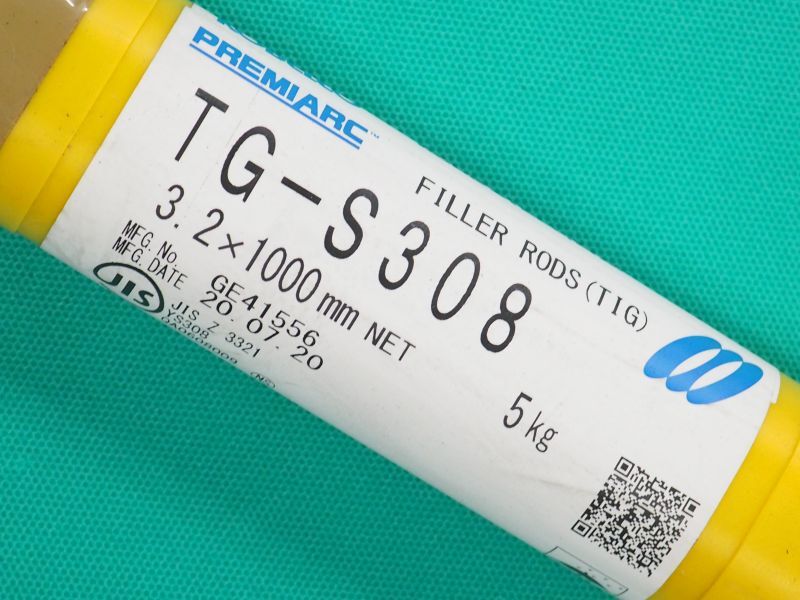 PREMIARC™
TG-S308
FILLER RODS(TIG)
3.2×1000mm NET 5kg
MFG. No. GE41556
MFG. DATE 20.07.20
JIS
JIS Z 3321
YS308